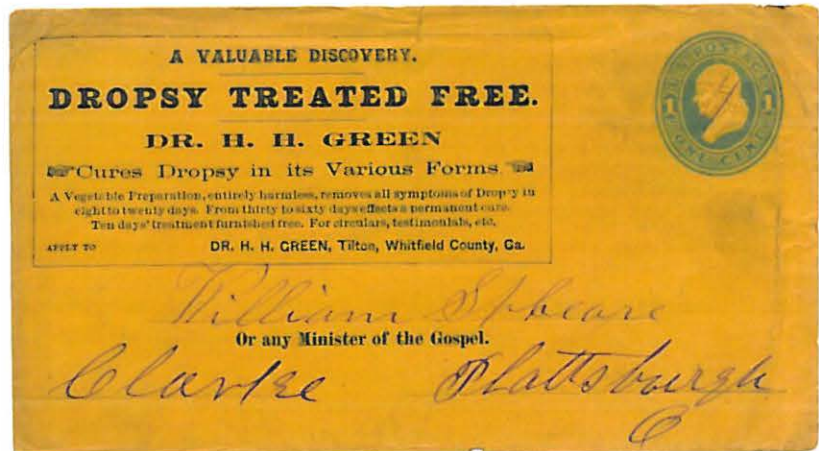 A VALUABLE DISCOVERY.
DROPSY TREATED FREE.
DR. H. H. GREEN
Cures Dropsy in its Various Forms
A Vegetable Preparation, entirely harmless, removes all symptoms of Dropsy in
eight to twenty days. From thirty to sixty days effects a permanent cure.
Ten days' treatment furnished free. For circulars, testimonials, etc.
APPLY TO DR. H. H. GREEN, Tilton, Whitfield County, Ga.
U.S. POSTAGE
1 1
ONE CENT
William
Or any Minister of the Gospel.
Clarke Plattsburgh